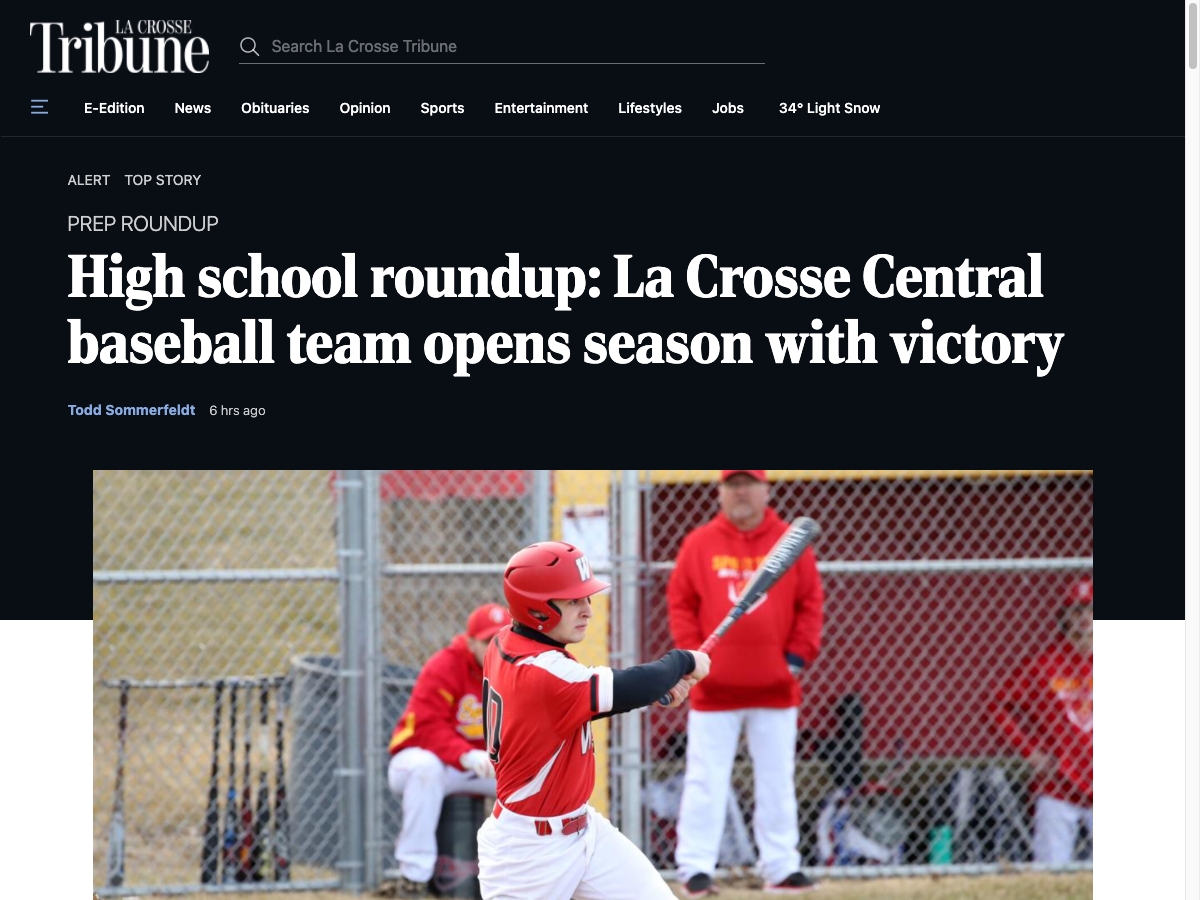 LA CROSSE
Tribune
Search La Crosse Tribune
E-Edition News Obituaries Opinion Sports Entertainment Lifestyles Jobs 34° Light Snow
ALERT TOP STORY
PREP ROUNDUP
High school roundup: La Crosse Central
baseball team opens season with victory
Todd Sommerfeldt 6 hrs ago
W